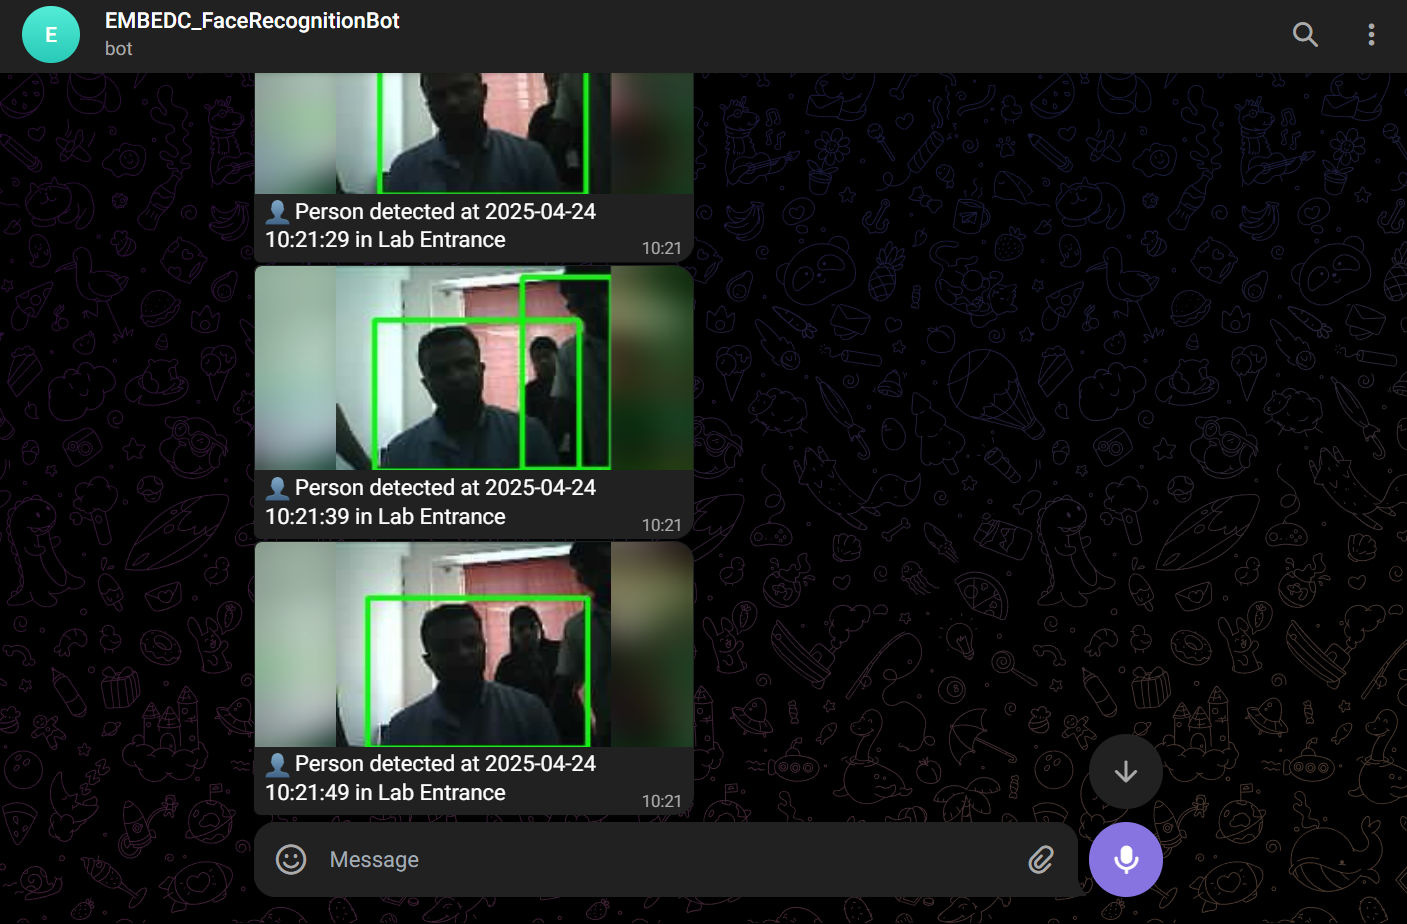 E
EMBEDC_FaceRecognitionBot
bot
👤 Person detected at 2025-04-24
10:21:29 in Lab Entrance
10:21
👤 Person detected at 2025-04-24
10:21:39 in Lab Entrance
10:21
👤 Person detected at 2025-04-24
10:21:49 in Lab Entrance
10:21
Message